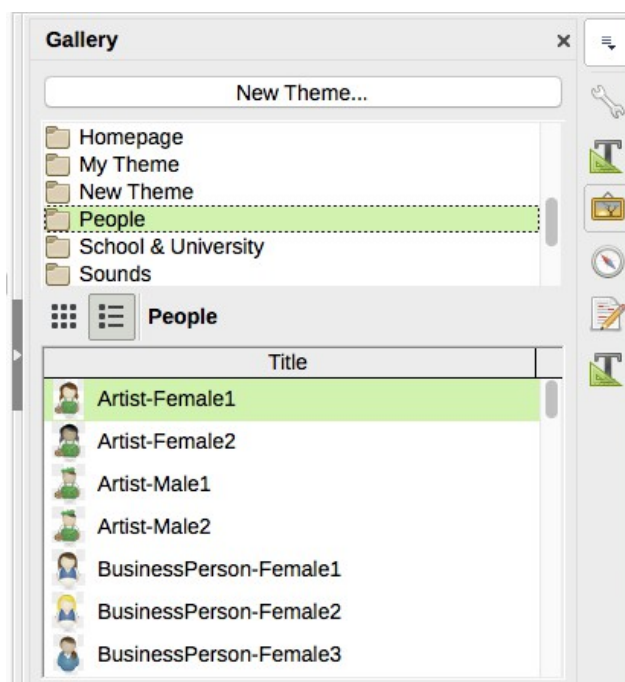 Gallery
New Theme...
Homepage
My Theme
New Theme
People
School & University
Sounds
People
Title
Artist-Female1
Artist-Female2
Artist-Male1
Artist-Male2
BusinessPerson-Female1
BusinessPerson-Female2
BusinessPerson-Female3